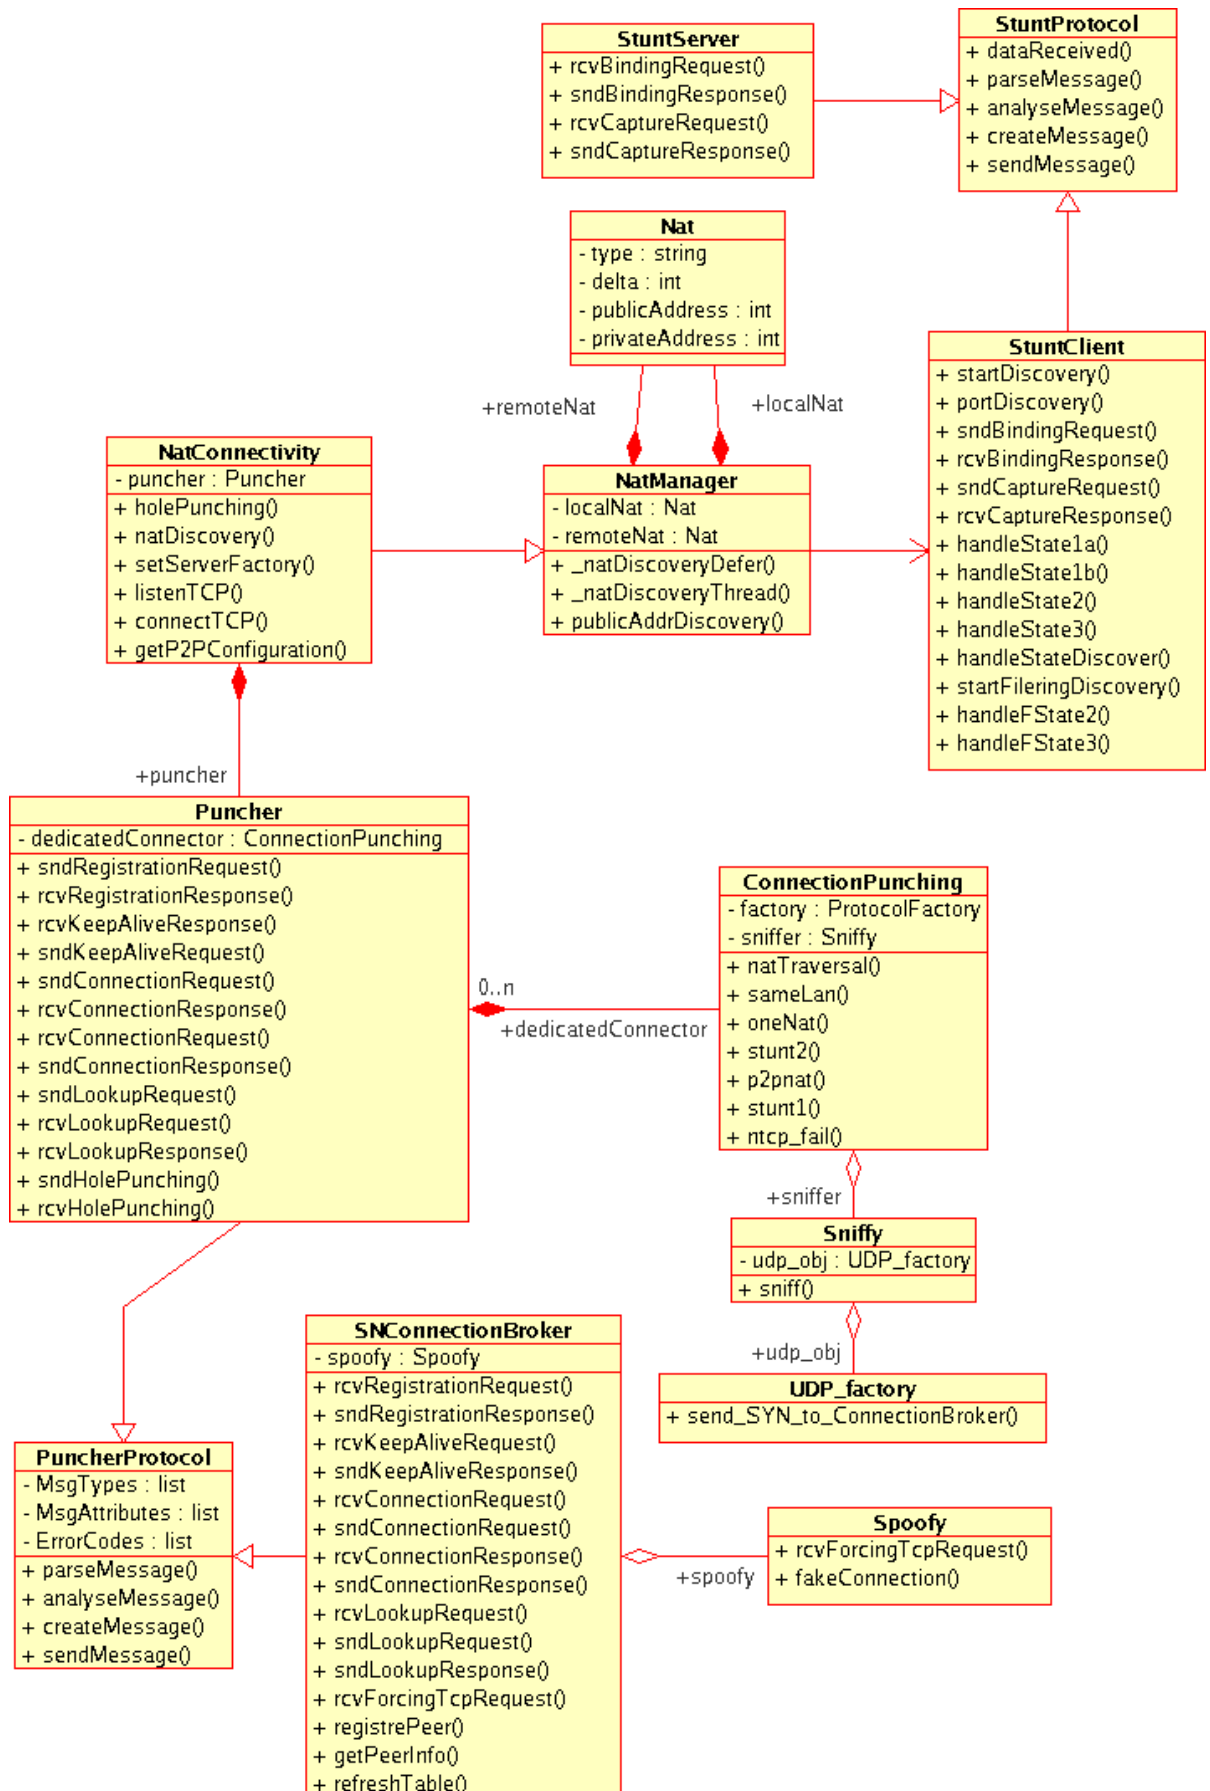 StuntServer
+ rcvBindingRequest()
+ sndBindingResponse()
+ rcvCaptureRequest()
+ sndCaptureResponse()
StuntProtocol
+ dataReceived()
+ parseMessage()
+ analyseMessage()
+ createMessage()
+ sendMessage()
Nat
- type : string
- delta : int
- publicAddress : int
- privateAddress : int
+remoteNat
+localNat
StuntClient
+ startDiscovery()
+ portDiscovery()
+ sndBindingRequest()
+ rcvBindingResponse()
+ sndCaptureRequest()
+ rcvCaptureResponse()
+ handleState1a()
+ handleState1b()
+ handleState2()
+ handleState3()
+ handleStateDiscover()
+ startFileringDiscovery()
+ handleFState2()
+ handleFState3()
NatConnectivity
- puncher : Puncher
+ holePunching()
+ natDiscovery()
+ setServerFactory()
+ listenTCP()
+ connectTCP()
+ getP2PConfiguration()
NatManager
- localNat : Nat
- remoteNat : Nat
+ _natDiscoveryDefer()
+ _natDiscoveryThread()
+ publicAddrDiscovery()
+puncher
Puncher
- dedicatedConnector : ConnectionPunching
+ sndRegistrationRequest()
+ rcvRegistrationResponse()
+ rcvKeepAliveResponse()
+ sndKeepAliveRequest()
+ sndConnectionRequest()
+ rcvConnectionResponse()
+ rcvConnectionRequest()
+ sndConnectionResponse()
+ sndLookupRequest()
+ rcvLookupRequest()
+ rcvLookupResponse()
+ sndHolePunching()
+ rcvHolePunching()
0..n
+dedicatedConnector
ConnectionPunching
- factory : ProtocolFactory
- sniffer : Sniffy
+ natTraversal()
+ sameLan()
+ oneNat()
+ stunt2()
+ p2pnat()
+ stunt1()
+ ntcp_fail()
+sniffer
Sniffy
- udp_obj : UDP_factory
+ sniff()
+udp_obj
UDP_factory
+ send_SYN_to_ConnectionBroker()
SNConnectionBroker
- spoofy : Spoofy
+ rcvRegistrationRequest()
+ sndRegistrationResponse()
+ rcvKeepAliveRequest()
+ sndKeepAliveResponse()
+ rcvConnectionRequest()
+ sndConnectionRequest()
+ rcvConnectionResponse()
+ sndConnectionResponse()
+ rcvLookupRequest()
+ sndLookupRequest()
+ sndLookupResponse()
+ rcvForcingTcpRequest()
+ registrePeer()
+ getPeerInfo()
+ refreshTable()
PuncherProtocol
- MsgTypes : list
- MsgAttributes : list
- ErrorCodes : list
+ parseMessage()
+ analyseMessage()
+ createMessage()
+ sendMessage()
+spoofy
Spoofy
+ rcvForcingTcpRequest()
+ fakeConnection()